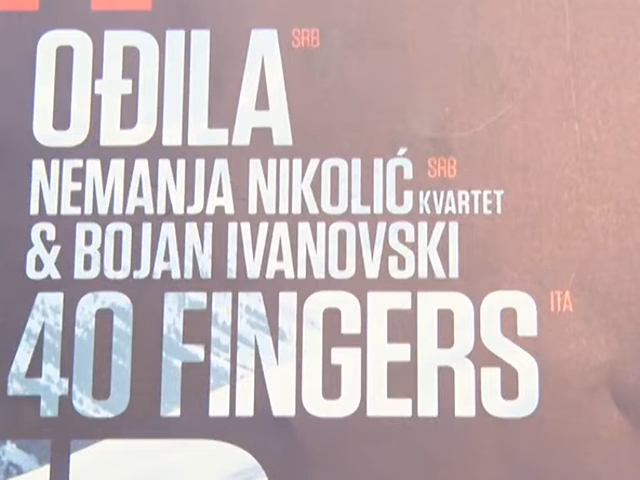 OĐILA SRB
NEMANJA NIKOLIĆ KVARTET SRB
& BOJAN IVANOVSKI
40 FINGERS ITA